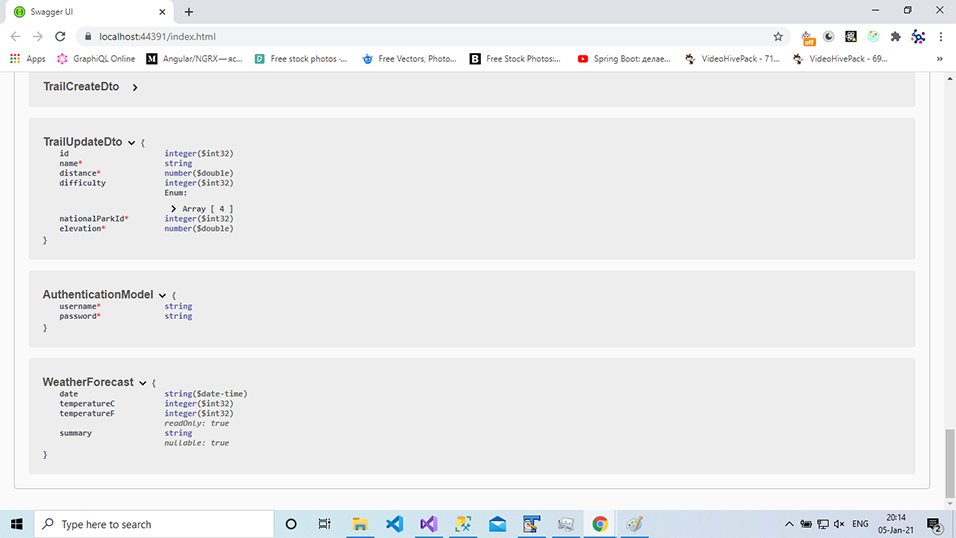 Swagger UI
localhost:44391/index.html
off
Apps
GraphiQL Online
Angular/NGRX — яс...
Free stock photos -...
Free Vectors, Photo...
Free Stock Photos:...
Spring Boot: делае...
VideoHivePack - 71...
VideoHivePack - 69...
»
TrailCreateDto
TrailUpdateDto {
id integer($int32)
name* string
distance* number($double)
difficulty integer($int32)
Enum:
Array [ 4 ]
nationalParkId* integer($int32)
elevation* number($double)
}
AuthenticationModel {
username* string
password* string
}
WeatherForecast {
date string($date-time)
temperatureC integer($int32)
temperatureF integer($int32)
readOnly: true
summary string
nullable: true
}
Type here to search
ENG
20:14
05-Jan-21
2